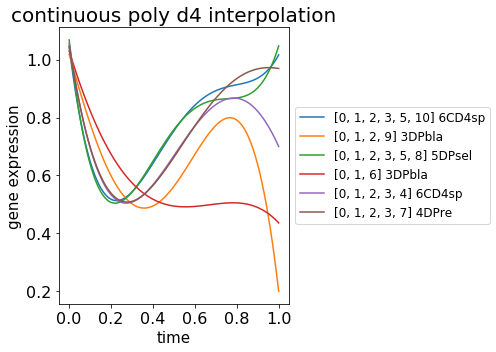 continuous poly d4 interpolation
gene expression
1.0
0.8
0.6
0.4
0.2
0.0 0.2 0.4 0.6 0.8 1.0
time
[0, 1, 2, 3, 5, 10] 6CD4sp
[0, 1, 2, 9] 3DPbla
[0, 1, 2, 3, 5, 8] 5DPsel
[0, 1, 6] 3DPbla
[0, 1, 2, 3, 4] 6CD4sp
[0, 1, 2, 3, 7] 4DPre